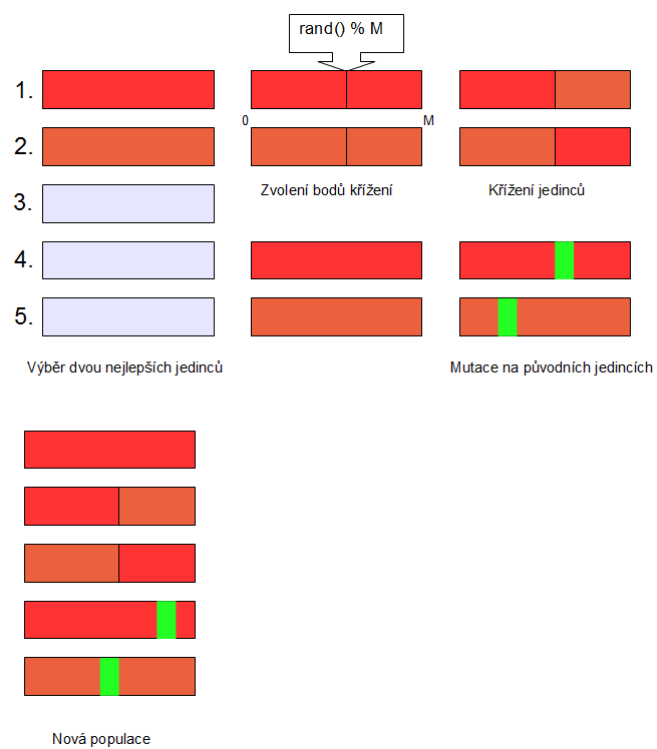 rand() % M
1.
0
M
2.
Zvolení bodů křížení
Křížení jedinců
3.
4.
5.
Výběr dvou nejlepších jedinců
Mutace na původních jedincích
Nová populace